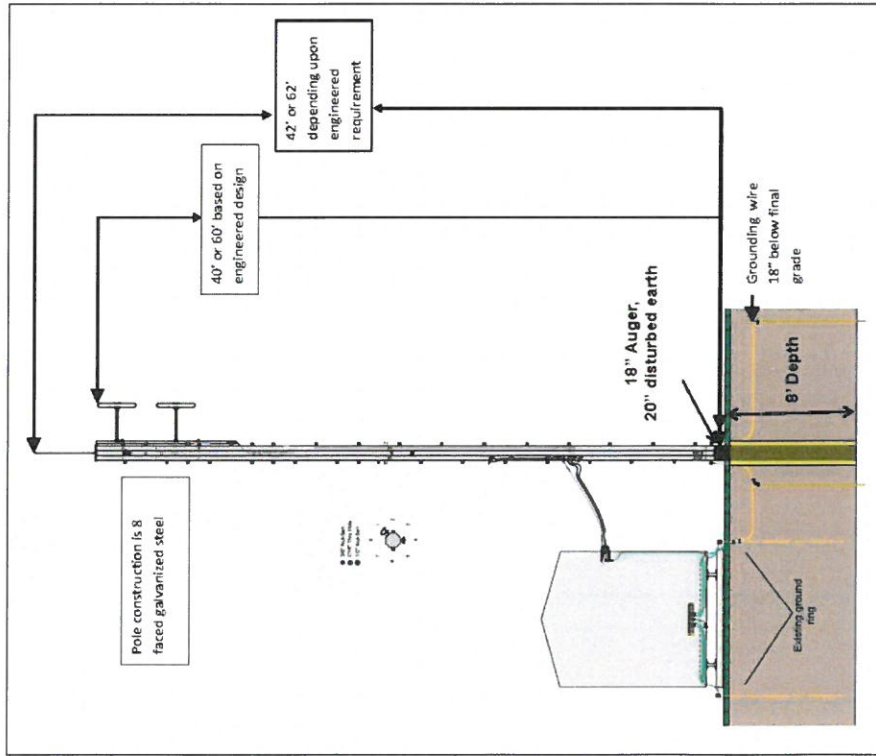 42' or 62'
depending upon
engineered
requirement
40' or 60' based on
engineered design
Pole construction is 8
faced galvanized steel
18" Auger,
20" disturbed earth
Grounding wire
18" below final
grade
8' Depth
Existing ground
ring